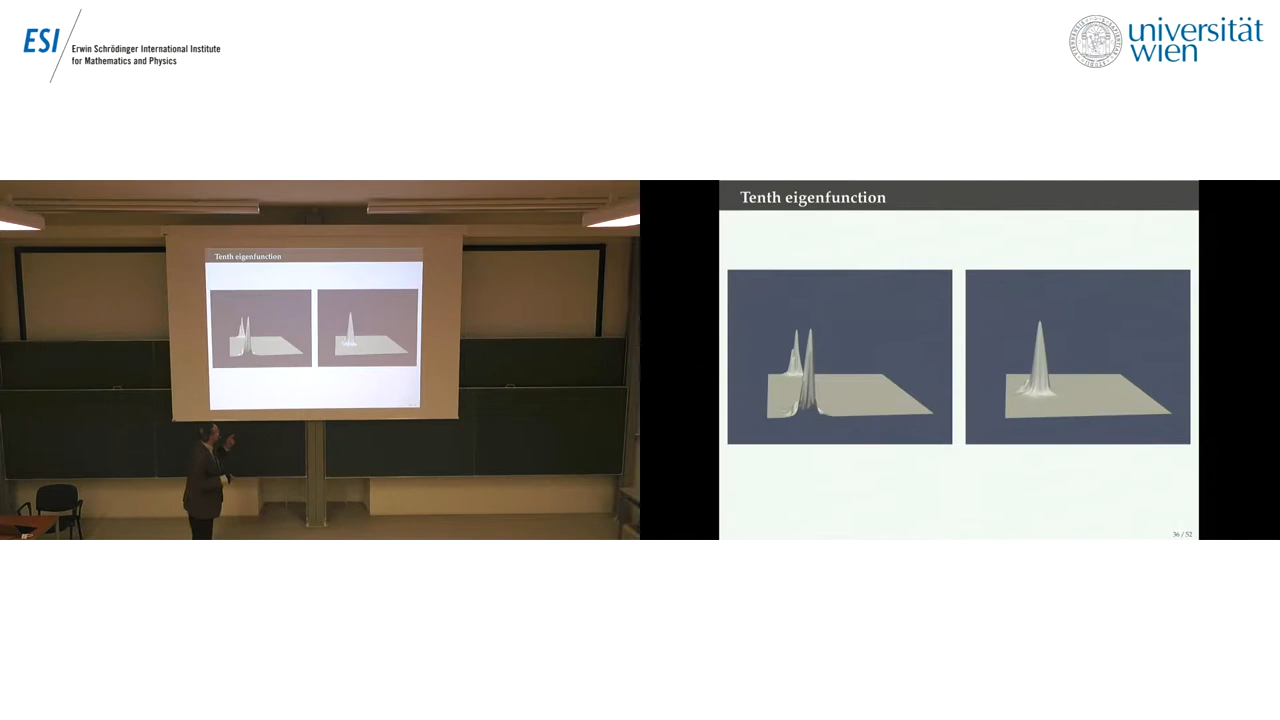 ESI
Erwin Schrödinger International Institute
for Mathematics and Physics
universität
wien
Tenth eigenfunction
Tenth eigenfunction
36 / 52